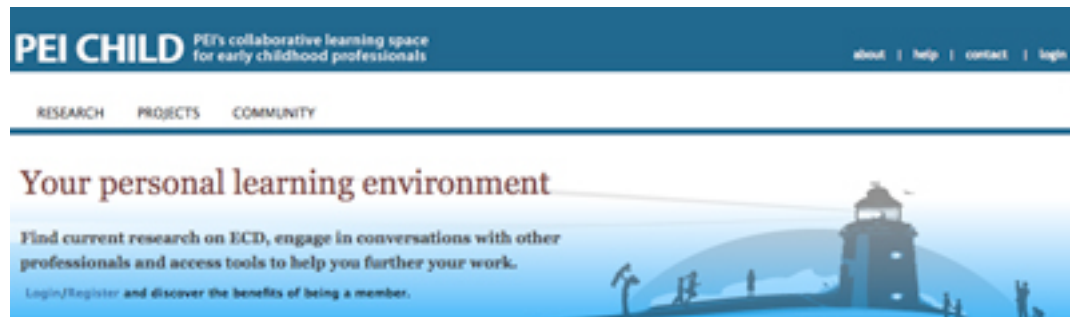 PEI CHILD
PEI's collaborative learning space
for early childhood professionals
about | help | contact | login
RESEARCH PROJECTS COMMUNITY
Your personal learning environment
Find current research on ECD, engage in conversations with other
professionals and access tools to help you further your work.
Login/Register and discover the benefits of being a member.